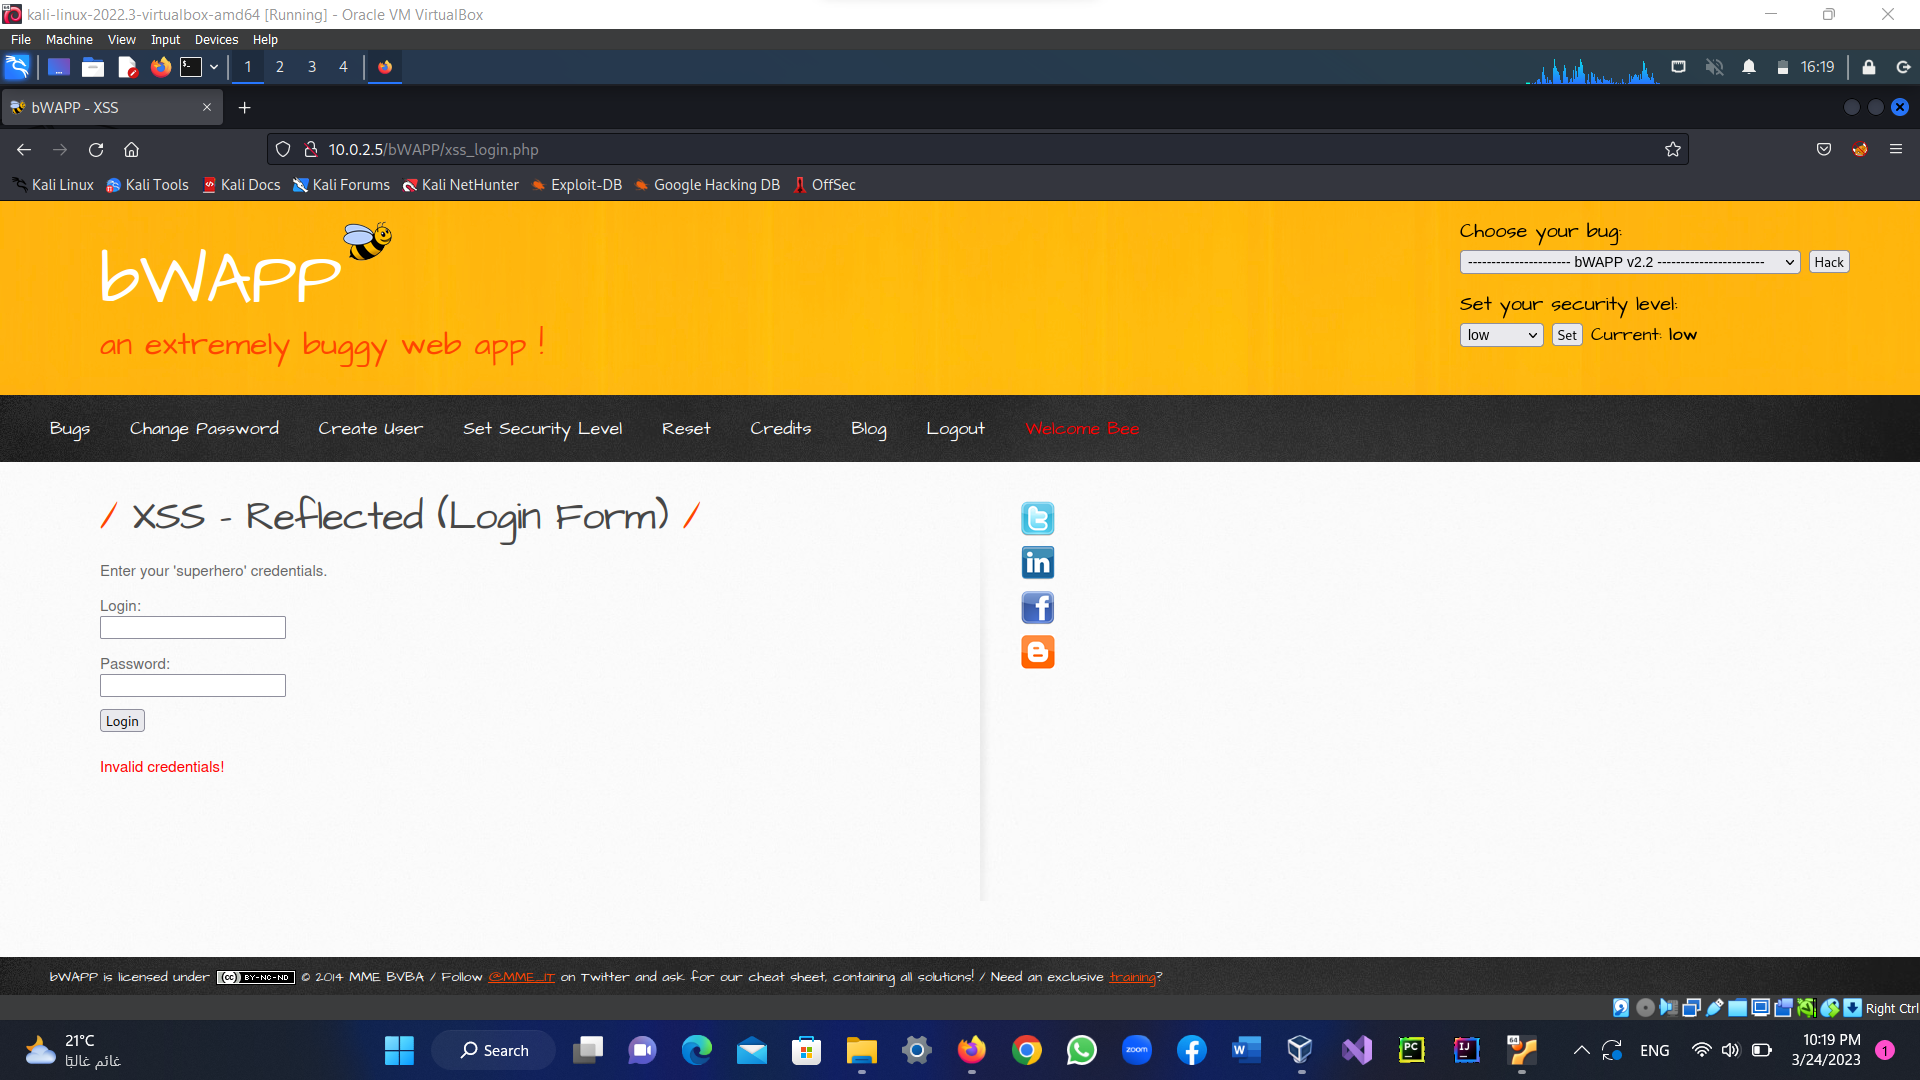 kali-linux-2022.3-virtualbox-amd64 [Running] - Oracle VM VirtualBox
File Machine View Input Devices Help
1 2 3 4
16:19
bWAPP - XSS
10.0.2.5/bWAPP/xss_login.php
Kali Linux Kali Tools Kali Docs Kali Forums Kali NetHunter Exploit-DB Google Hacking DB OffSec
bWAPP
an extremely buggy web app !
Choose your bug:
---------------------- bWAPP v2.2 ----------------------- Hack
Set your security level:
low Set Current: low
Bugs Change Password Create User Set Security Level Reset Credits Blog Logout Welcome Bee
/ XSS - Reflected (Login Form) /
Enter your 'superhero' credentials.
Login:
Password:
Login
Invalid credentials!
bWAPP is licensed under (cc) BY-NC-ND © 2014 MME BVBA / Follow @MME_IT on Twitter and ask for our cheat sheet, containing all solutions! / Need an exclusive training?
Right Ctrl
21°C
غائم غالبًا
Search
zoom
ENG
10:19 PM
3/24/2023
1